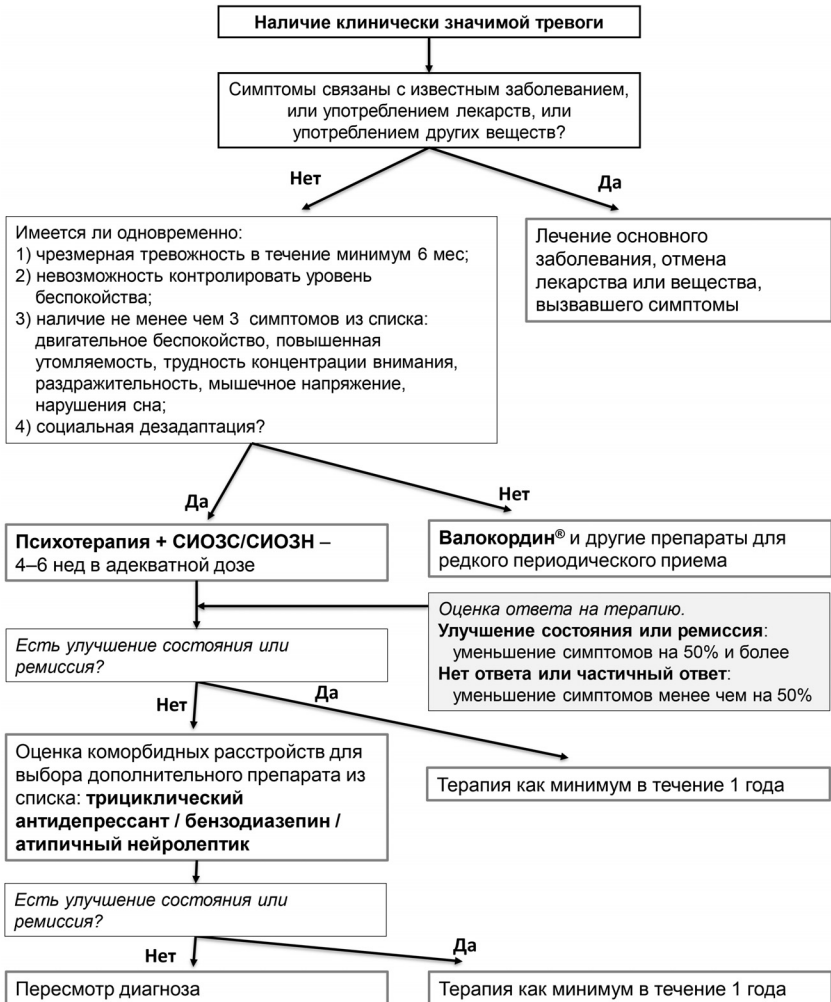 Наличие клинически значимой тревоги
Симптомы связаны с известным заболеванием,
или употреблением лекарств, или
употреблением других веществ?
Нет
Да
Имеется ли одновременно:
1) чрезмерная тревожность в течение минимум 6 мес;
2) невозможность контролировать уровень
беспокойства;
3) наличие не менее чем 3 симптомов из списка:
двигательное беспокойство, повышенная
утомляемость, трудность концентрации внимания,
раздражительность, мышечное напряжение,
нарушения сна;
4) социальная дезадаптация?
Лечение основного
заболевания, отмена
лекарства или вещества,
вызвавшего симптомы
Да
Нет
Психотерапия + СИОЗС/СИОЗН –
4–6 нед в адекватной дозе
Валокордин® и другие препараты для
редкого периодического приема
Оценка ответа на терапию.
Улучшение состояния или ремиссия:
уменьшение симптомов на 50% и более
Нет ответа или частичный ответ:
уменьшение симптомов менее чем на 50%
Есть улучшение состояния или
ремиссия?
Нет
Да
Оценка коморбидных расстройств для
выбора дополнительного препарата из
списка: трициклический
антидепрессант / бензодиазепин /
атипичный нейролептик
Терапия как минимум в течение 1 года
Есть улучшение состояния или
ремиссия?
Нет
Да
Пересмотр диагноза
Терапия как минимум в течение 1 года